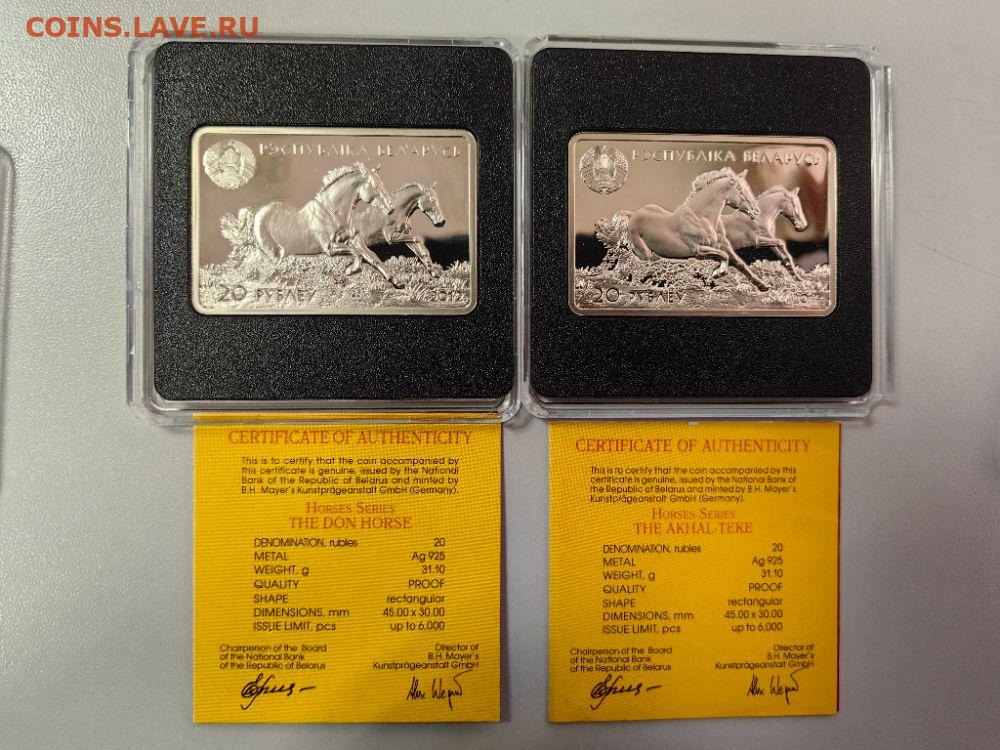 COINS.LAVE.RU
РЭСПУБЛІКА БЕЛАРУСЬ
20 РУБЛЁЎ 2012
РЭСПУБЛІКА БЕЛАРУСЬ
20 РУБЛЁЎ
CERTIFICATE OF AUTHENTICITY
This is to certify that the coin accompanied by
this certificate is genuine, issued by the National
Bank of the Republic of Belarus and minted by
B.H. Mayer's Kunstprägeanstalt GmbH (Germany).
HORSES SERIES
THE DON HORSE
DENOMINATION, rubles 20
METAL Ag 925
WEIGHT, g 31.10
QUALITY PROOF
SHAPE rectangular
DIMENSIONS, mm 45.00 x 30.00
ISSUE LIMIT, pcs up to 6,000
Chairperson of the Board
of the National Bank
of the Republic of Belarus
Director of
B.H. Mayer's
Kunstprägeanstalt GmbH
CERTIFICATE OF AUTHENTICITY
This is to certify that the coin accompanied by this
certificate is genuine, issued by the National Bank of
the Republic of Belarus and minted by B.H. Mayer's
Kunstprägeanstalt GmbH (Germany).
HORSES SERIES
THE AKHAL-TEKE
DENOMINATION, rubles 20
METAL Ag 925
WEIGHT, g 31.10
QUALITY PROOF
SHAPE rectangular
DIMENSIONS, mm 45.00 x 30.00
ISSUE LIMIT, pcs up to 6,000
Chairperson of the Board
of the National Bank
of the Republic of Belarus
Director of
B.H. Mayer's
Kunstprägeanstalt GmbH